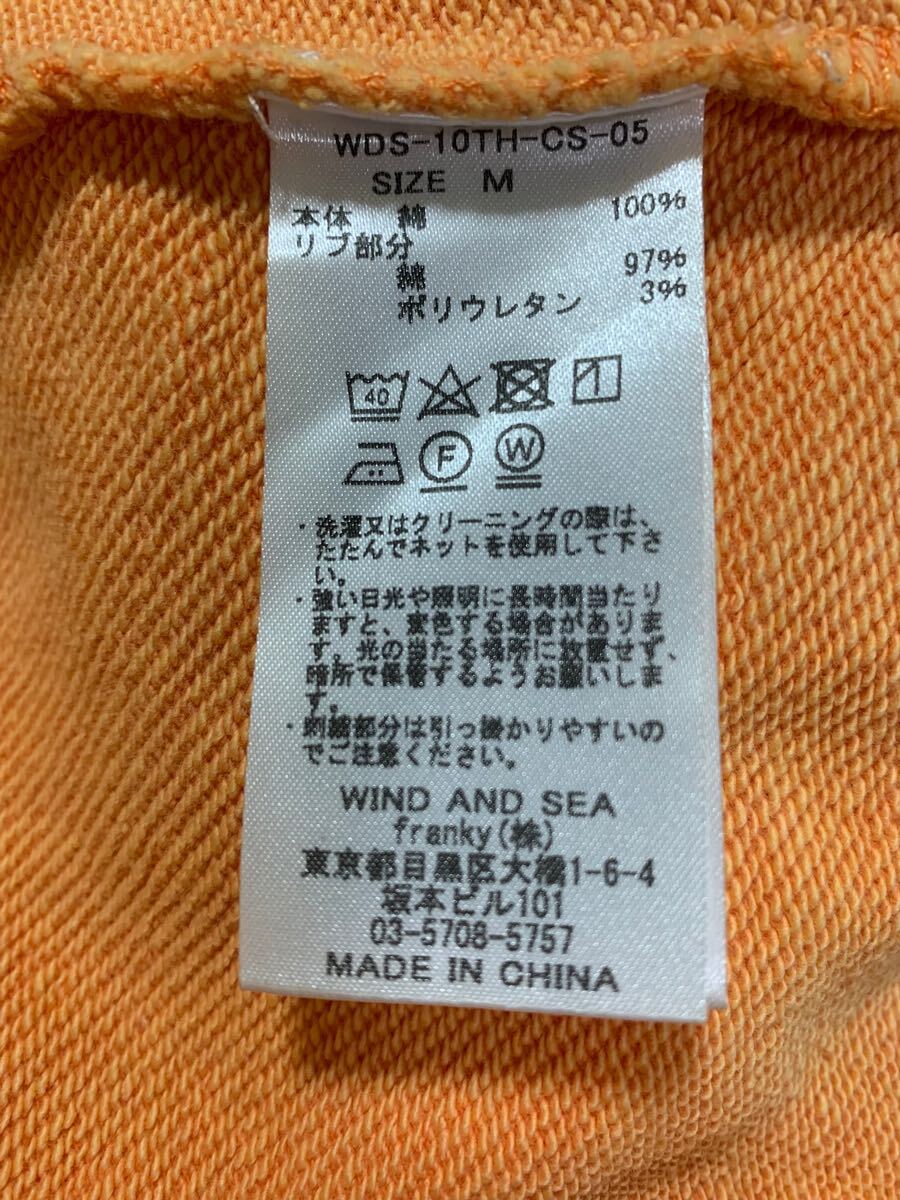 WDS-10TH-CS-05
SIZE M
本体 綿 100%
リブ部分
綿 97%
ポリウレタン 3%
40
F W
・洗濯又はクリーニングの際は、
たたんでネットを使用して下さ
い。
・強い日光や照明に長時間当たり
ますと、変色する場合がありま
す。光の当たる場所に放置せず、
暗所で保管するようお願いしま
す。
・刺繍部分は引っ掛かりやすいの
でご注意ください。
WIND AND SEA
franky(株)
東京都目黒区大橋1-6-4
坂本ビル101
03-5708-5757
MADE IN CHINA